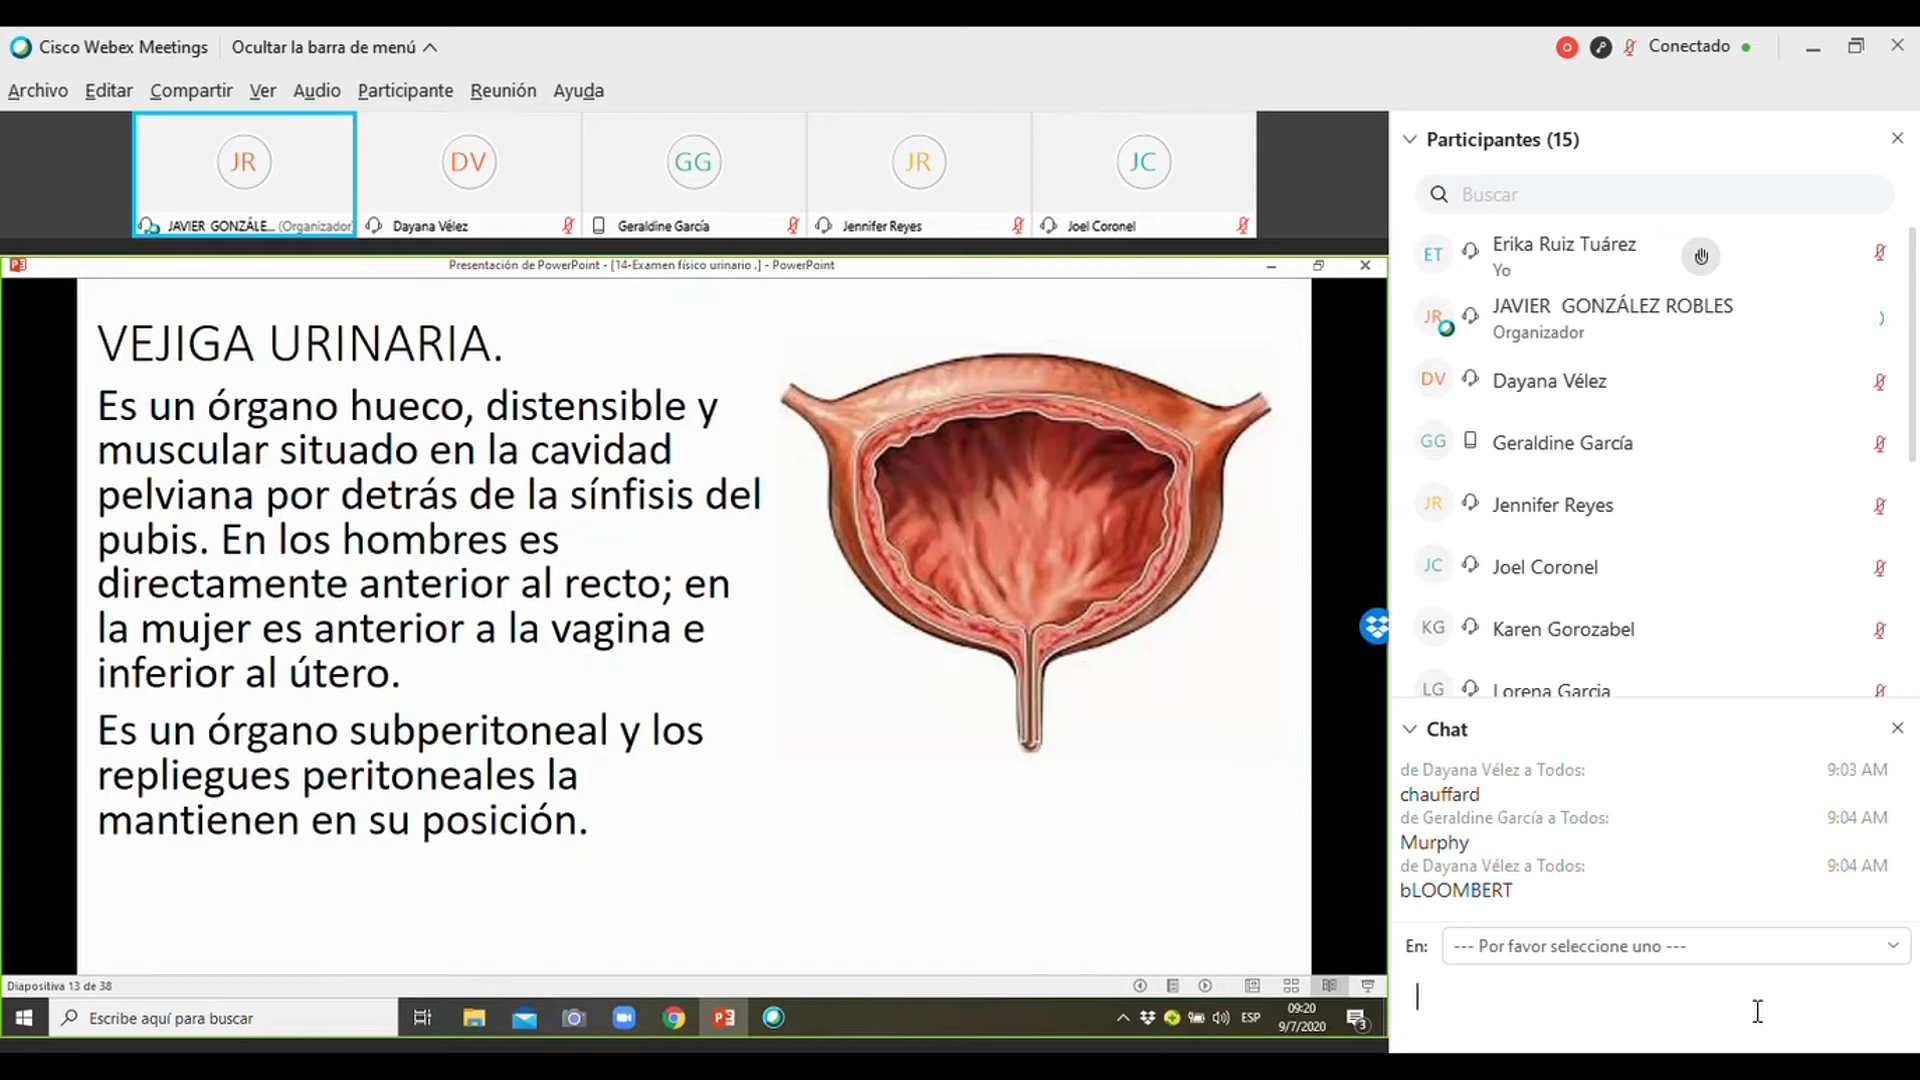 Cisco Webex Meetings
Ocultar la barra de menú
Conectado
Archivo Editar Compartir Ver Audio Participante Reunión Ayuda
JR
DV
GG
JR
JC
JAVIER GONZÁLE... (Organizador)
Dayana Vélez
Geraldine García
Jennifer Reyes
Joel Coronel
Presentación de PowerPoint - [14-Examen físico urinario .] - PowerPoint
VEJIGA URINARIA.
Es un órgano hueco, distensible y
muscular situado en la cavidad
pelviana por detrás de la sínfisis del
pubis. En los hombres es
directamente anterior al recto; en
la mujer es anterior a la vagina e
inferior al útero.
Es un órgano subperitoneal y los
repliegues peritoneales la
mantienen en su posición.
Diapositiva 13 de 38
Escribe aquí para buscar
ESP
09:20
9/7/2020
3
Participantes (15)
Buscar
ET Erika Ruiz Tuárez
Yo
JR JAVIER GONZÁLEZ ROBLES
Organizador
DV Dayana Vélez
GG Geraldine García
JR Jennifer Reyes
JC Joel Coronel
KG Karen Gorozabel
LG Lorena Garcia
Chat
de Dayana Vélez a Todos: 9:03 AM
chauffard
de Geraldine García a Todos: 9:04 AM
Murphy
de Dayana Vélez a Todos: 9:04 AM
bLOOMBERT
En: --- Por favor seleccione uno ---